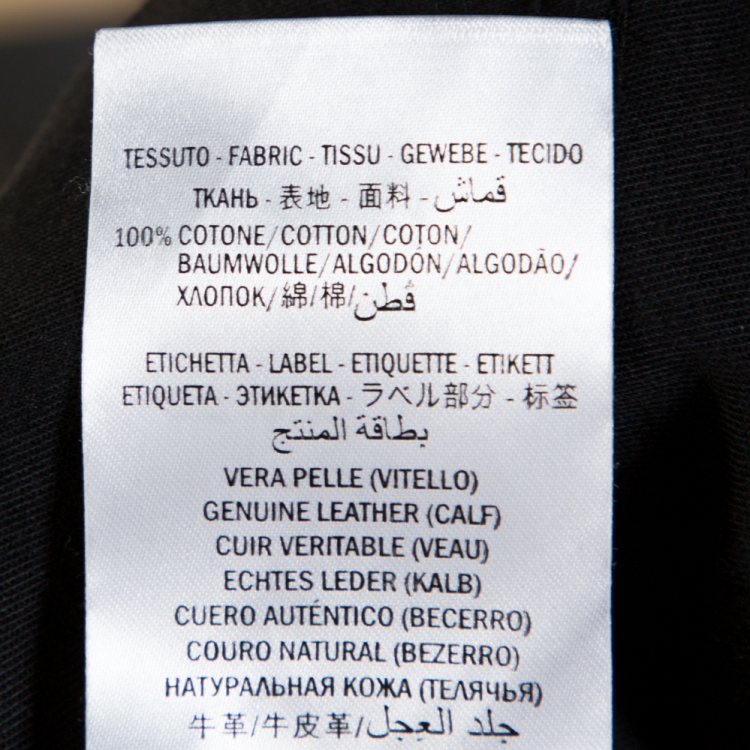 TESSUTO - FABRIC - TISSU - GEWEBE - TECIDO
ТКАНЬ - 表地 - 面料 - قماش
100% COTONE/COTTON/COTON/
BAUMWOLLE/ALGODÓN/ALGODÃO/
ХЛОПОК/綿/棉/قُطن
ETICHETTA - LABEL - ETIQUETTE - ETIKETT
ETIQUETA - ЭТИКЕТКА - ラベル部分 - 标签
بطاقة المنتج
VERA PELLE (VITELLO)
GENUINE LEATHER (CALF)
CUIR VERITABLE (VEAU)
ECHTES LEDER (KALB)
CUERO AUTÉNTICO (BECERRO)
COURO NATURAL (BEZERRO)
НАТУРАЛЬНАЯ КОЖА (ТЕЛЯЧЬЯ)
牛革/牛皮革/جلد العجل